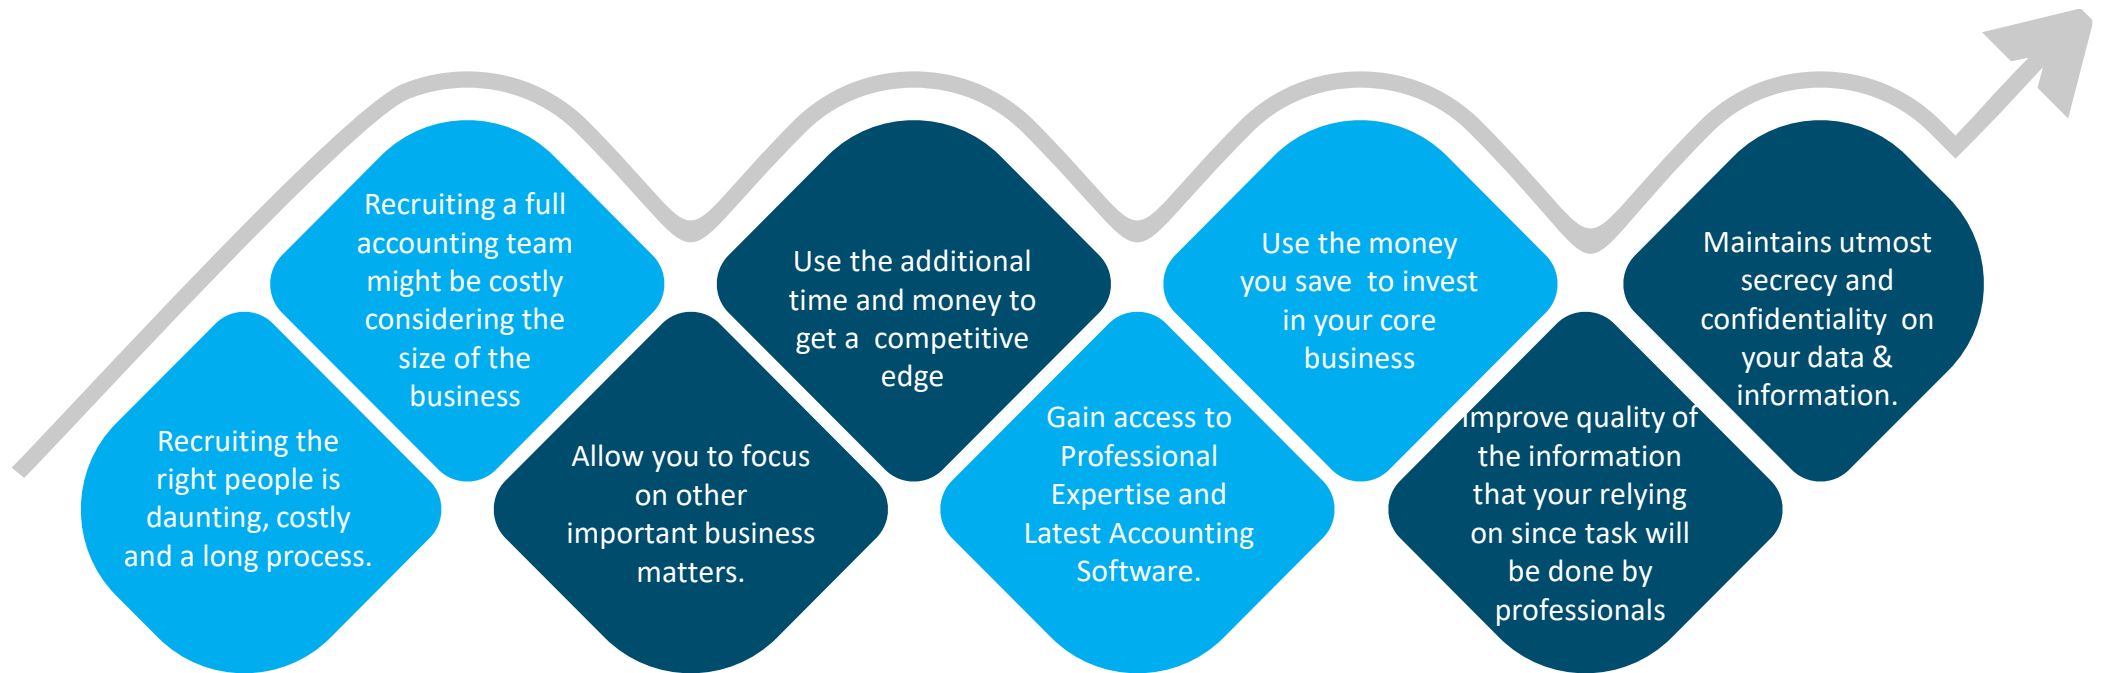 Recruiting the
right people is
daunting, costly
and a long process.
Recruiting a full
accounting team
might be costly
considering the
size of the
business
Allow you to focus
on other
important business
matters.
Use the additional
time and money to
get a  competitive
edge
Gain access to
Professional
Expertise and
Latest Accounting
Software.
Use the money
you save  to invest
in your core
business
Improve quality of
the information
that your relying
on since task will
be done by
professionals
Maintains utmost
secrecy and
confidentiality  on
your data &
information.